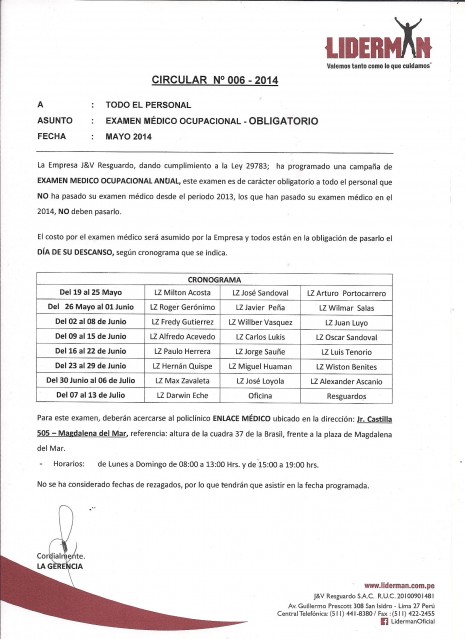 LIDERMAN
Valemos tanto como lo que cuidamos
CIRCULAR Nº 006 - 2014
A : TODO EL PERSONAL
ASUNTO : EXAMEN MÉDICO OCUPACIONAL - OBLIGATORIO
FECHA : MAYO 2014
La Empresa J&V Resguardo, dando cumplimiento a la Ley 29783; ha programado una campaña de
EXAMEN MEDICO OCUPACIONAL ANUAL, este examen es de carácter obligatorio a todo el personal que
NO ha pasado su examen médico desde el periodo 2013, los que han pasado su examen médico en el
2014, NO deben pasarlo.
El costo por el examen médico será asumido por la Empresa y todos están en la obligación de pasarlo el
DÍA DE SU DESCANSO, según cronograma que se indica.
CRONOGRAMA
Del 19 al 25 Mayo LZ Milton Acosta LZ José Sandoval LZ Arturo Portocarrero
Del 26 Mayo al 01 Junio LZ Roger Gerónimo LZ Javier Peña LZ Wilmar Salas
Del 02 al 08 de Junio LZ Fredy Gutierrez LZ Wilber Vasquez LZ Juan Luyo
Del 09 al 15 de Junio LZ Alfredo Acevedo LZ Carlos Lukis LZ Oscar Sandoval
Del 16 al 22 de Junio LZ Paulo Herrera LZ Jorge Sauñe LZ Luis Tenorio
Del 23 al 29 de Junio LZ Hernán Quispe LZ Miguel Huaman LZ Wiston Benites
Del 30 Junio al 06 de Julio LZ Max Zavaleta LZ José Loyola LZ Alexander Ascanio
Del 07 al 13 de Julio LZ Darwin Eche Oficina Resguardos
Para este examen, deberán acercarse al policlínico ENLACE MÉDICO ubicado en la dirección: Jr. Castilla
505 – Magdalena del Mar, referencia: altura de la cuadra 37 de la Brasil, frente a la plaza de Magdalena
del Mar.
- Horarios: de Lunes a Domingo de 08:00 a 13:00 Hrs. y de 15:00 a 19:00 hrs.
No se ha considerado fechas de rezagados, por lo que tendrán que asistir en la fecha programada.
Cordialmente.
LA GERENCIA
www.liderman.com.pe
J&V Resguardo S.A.C. R.U.C. 20100901481
Av. Guillermo Prescott 308 San Isidro - Lima 27 Perú
Central Telefónica: (511) 441-8380 / Fax : (511) 422-2455
LidermanOficial